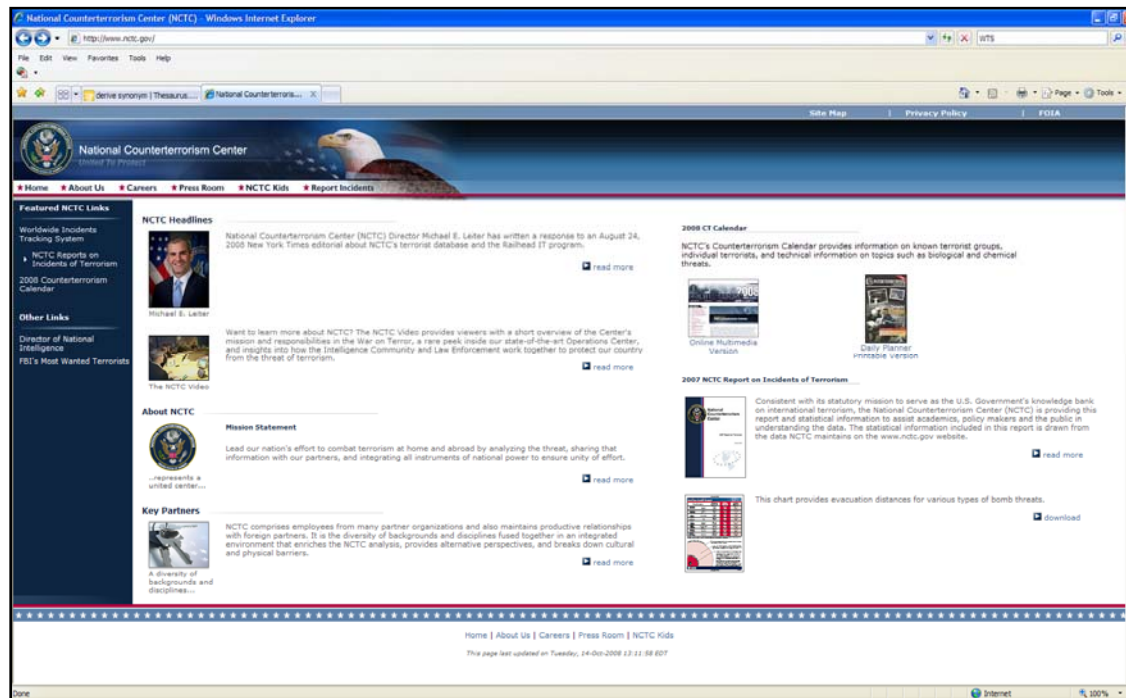 National Counterterrorism Center (NCTC) - Windows Internet Explorer
http://www.nctc.gov/
WTS
File Edit View Favorites Tools Help
derive synonym | Thesaurus....
National Counterterroris...
Page
Tools
Site Map | Privacy Policy | FOIA
National Counterterrorism Center
United To Protect
Home About Us Careers Press Room NCTC Kids Report Incidents
Featured NCTC Links
Worldwide Incidents
Tracking System
NCTC Reports on
Incidents of Terrorism
2008 Counterterrorism
Calendar
Other Links
Director of National
Intelligence
FBI's Most Wanted Terrorists
NCTC Headlines
National Counterterrorism Center (NCTC) Director Michael E. Leiter has written a response to an August 24,
2008 New York Times editorial about NCTC's terrorist database and the Railhead IT program.
read more
Michael E. Leiter
Want to learn more about NCTC? The NCTC Video provides viewers with a short overview of the Center's
mission and responsibilities in the War on Terror, a rare peek inside our state-of-the-art Operations Center,
and insights into how the Intelligence Community and Law Enforcement work together to protect our country
from the threat of terrorism.
read more
The NCTC Video
About NCTC
Mission Statement
Lead our nation's effort to combat terrorism at home and abroad by analyzing the threat, sharing that
information with our partners, and integrating all instruments of national power to ensure unity of effort.
read more
...represents a
united center...
Key Partners
NCTC comprises employees from many partner organizations and also maintains productive relationships
with foreign partners. It is the diversity of backgrounds and disciplines fused together in an integrated
environment that enriches the NCTC analysis, provides alternative perspectives, and breaks down cultural
and physical barriers.
read more
A diversity of
backgrounds and
disciplines...
2008 CT Calendar
NCTC's Counterterrorism Calendar provides information on known terrorist groups,
individual terrorists, and technical information on topics such as biological and chemical
threats.
2008
Online Multimedia
Version
Daily Planner
Printable Version
2007 NCTC Report on Incidents of Terrorism
Consistent with its statutory mission to serve as the U.S. Government's knowledge bank
on international terrorism, the National Counterterrorism Center (NCTC) is providing this
report and statistical information to assist academics, policy makers and the public in
understanding the data. The statistical information included in this report is drawn from
the data NCTC maintains on the www.nctc.gov website.
read more
This chart provides evacuation distances for various types of bomb threats.
download
Home | About Us | Careers | Press Room | NCTC Kids
This page last updated on Tuesday, 14-Oct-2008 13:11:58 EDT
Done
Internet
100%